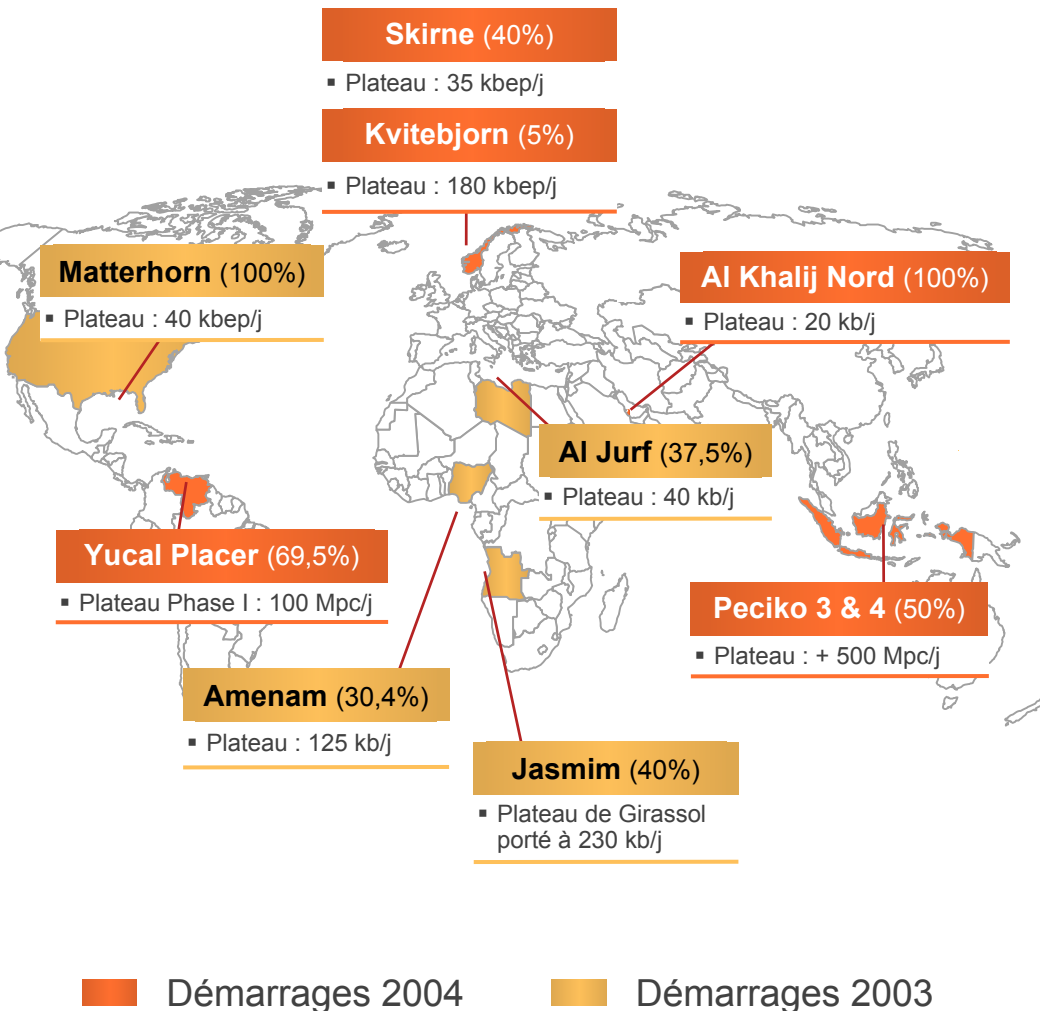 Skirne (40%)
▪ Plateau : 35 kbep/j
Kvitebjorn (5%)
▪ Plateau : 180 kbep/j
Matterhorn (100%)
▪ Plateau : 40 kbep/j
Al Khalij Nord (100%)
▪ Plateau : 20 kb/j
Al Jurf (37,5%)
▪ Plateau : 40 kb/j
Yucal Placer (69,5%)
▪ Plateau Phase I : 100 Mpc/j
Peciko 3 & 4 (50%)
▪ Plateau : + 500 Mpc/j
Amenam (30,4%)
▪ Plateau : 125 kb/j
Jasmim (40%)
▪ Plateau de Girassol
porté à 230 kb/j
Démarrages 2004
Démarrages 2003